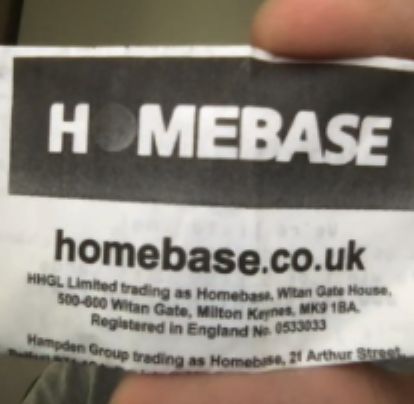 HOMEBASE
homebase.co.uk
HHGL Limited trading as Homebase, Witan Gate House,
500-600 Witan Gate, Milton Keynes, MK9 1BA,
Registered in England No. 0533033
Hampden Group trading as Homebase, 21 Arthur Street,